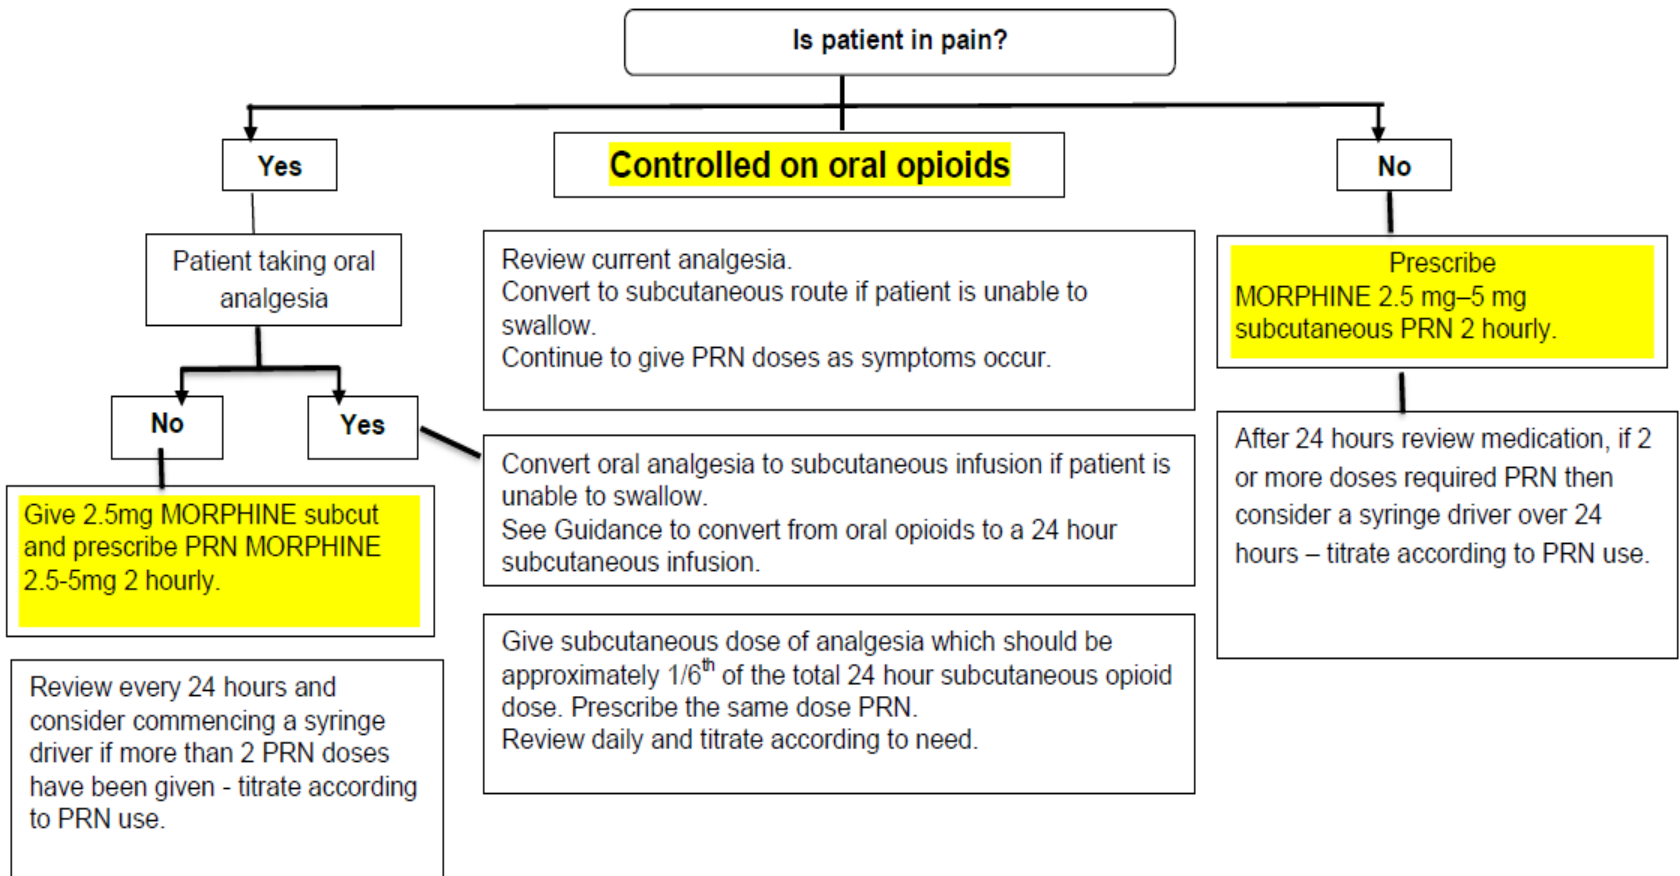 Is patient in pain?
Yes
Controlled on oral opioids
No
Patient taking oral
analgesia
No
Yes
Give 2.5mg MORPHINE subcut
and prescribe PRN MORPHINE
2.5-5mg 2 hourly.
Review every 24 hours and
consider commencing a syringe
driver if more than 2 PRN doses
have been given - titrate according
to PRN use.
Review current analgesia.
Convert to subcutaneous route if patient is unable to
swallow.
Continue to give PRN doses as symptoms occur.
Convert oral analgesia to subcutaneous infusion if patient is
unable to swallow.
See Guidance to convert from oral opioids to a 24 hour
subcutaneous infusion.
Give subcutaneous dose of analgesia which should be
approximately 1/6th of the total 24 hour subcutaneous opioid
dose. Prescribe the same dose PRN.
Review daily and titrate according to need.
Prescribe
MORPHINE 2.5 mg–5 mg
subcutaneous PRN 2 hourly.
After 24 hours review medication, if 2
or more doses required PRN then
consider a syringe driver over 24
hours – titrate according to PRN use.